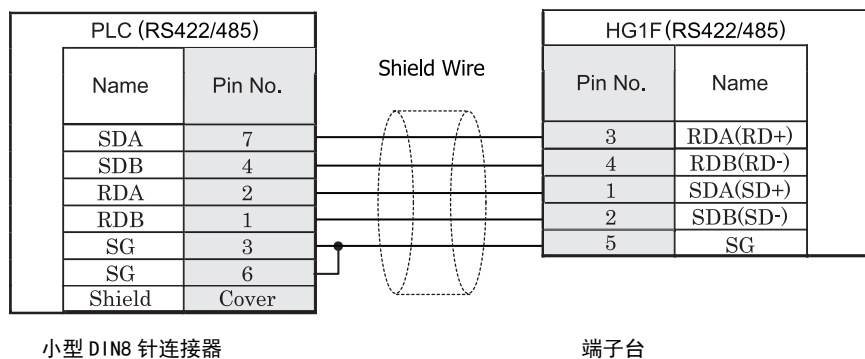 PLC (RS422/485)
HG1F(RS422/485)
Name Pin No.
Shield Wire
Pin No. Name
SDA 7 3 RDA(RD+)
SDB 4 4 RDB(RD-)
RDA 2 1 SDA(SD+)
RDB 1 2 SDB(SD-)
SG 3 5 SG
SG 6
Shield Cover
小型 DIN8 针连接器 端子台